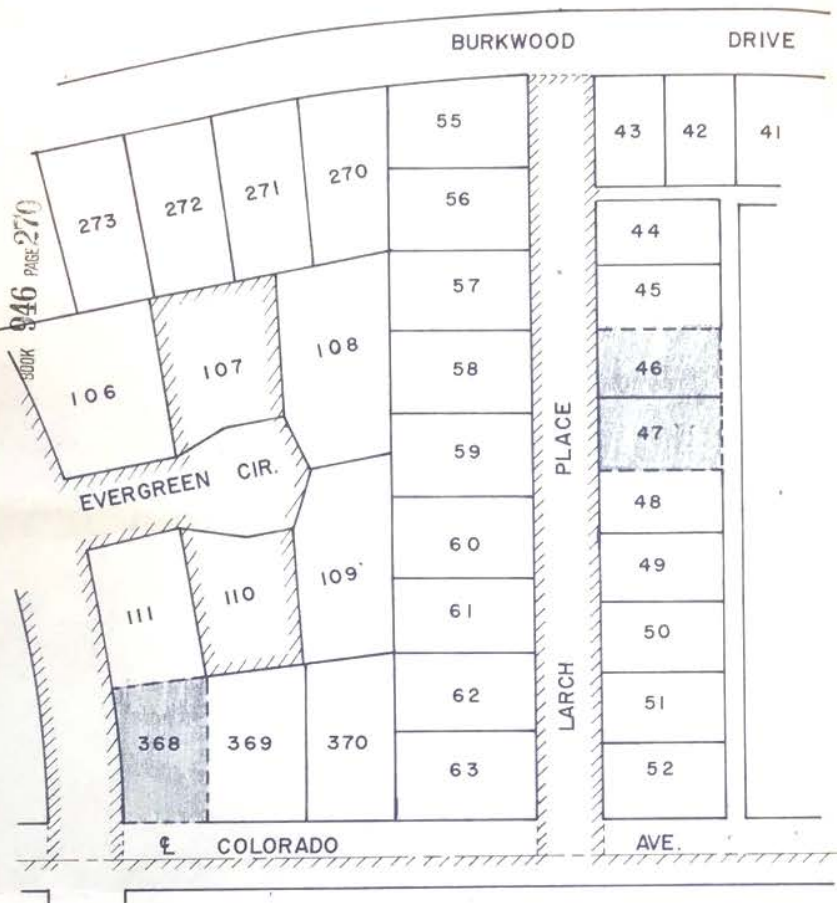 BURKWOOD DRIVE
55
43 42 41
273 272 271 270
56
44
57
45
BOOK 946 PAGE 270
106 107 108
58
46
PLACE
59
47
EVERGREEN CIR.
48
60
49
111 110 109
61
50
LARCH
62
51
368 369 370
63
52
℄ COLORADO AVE.